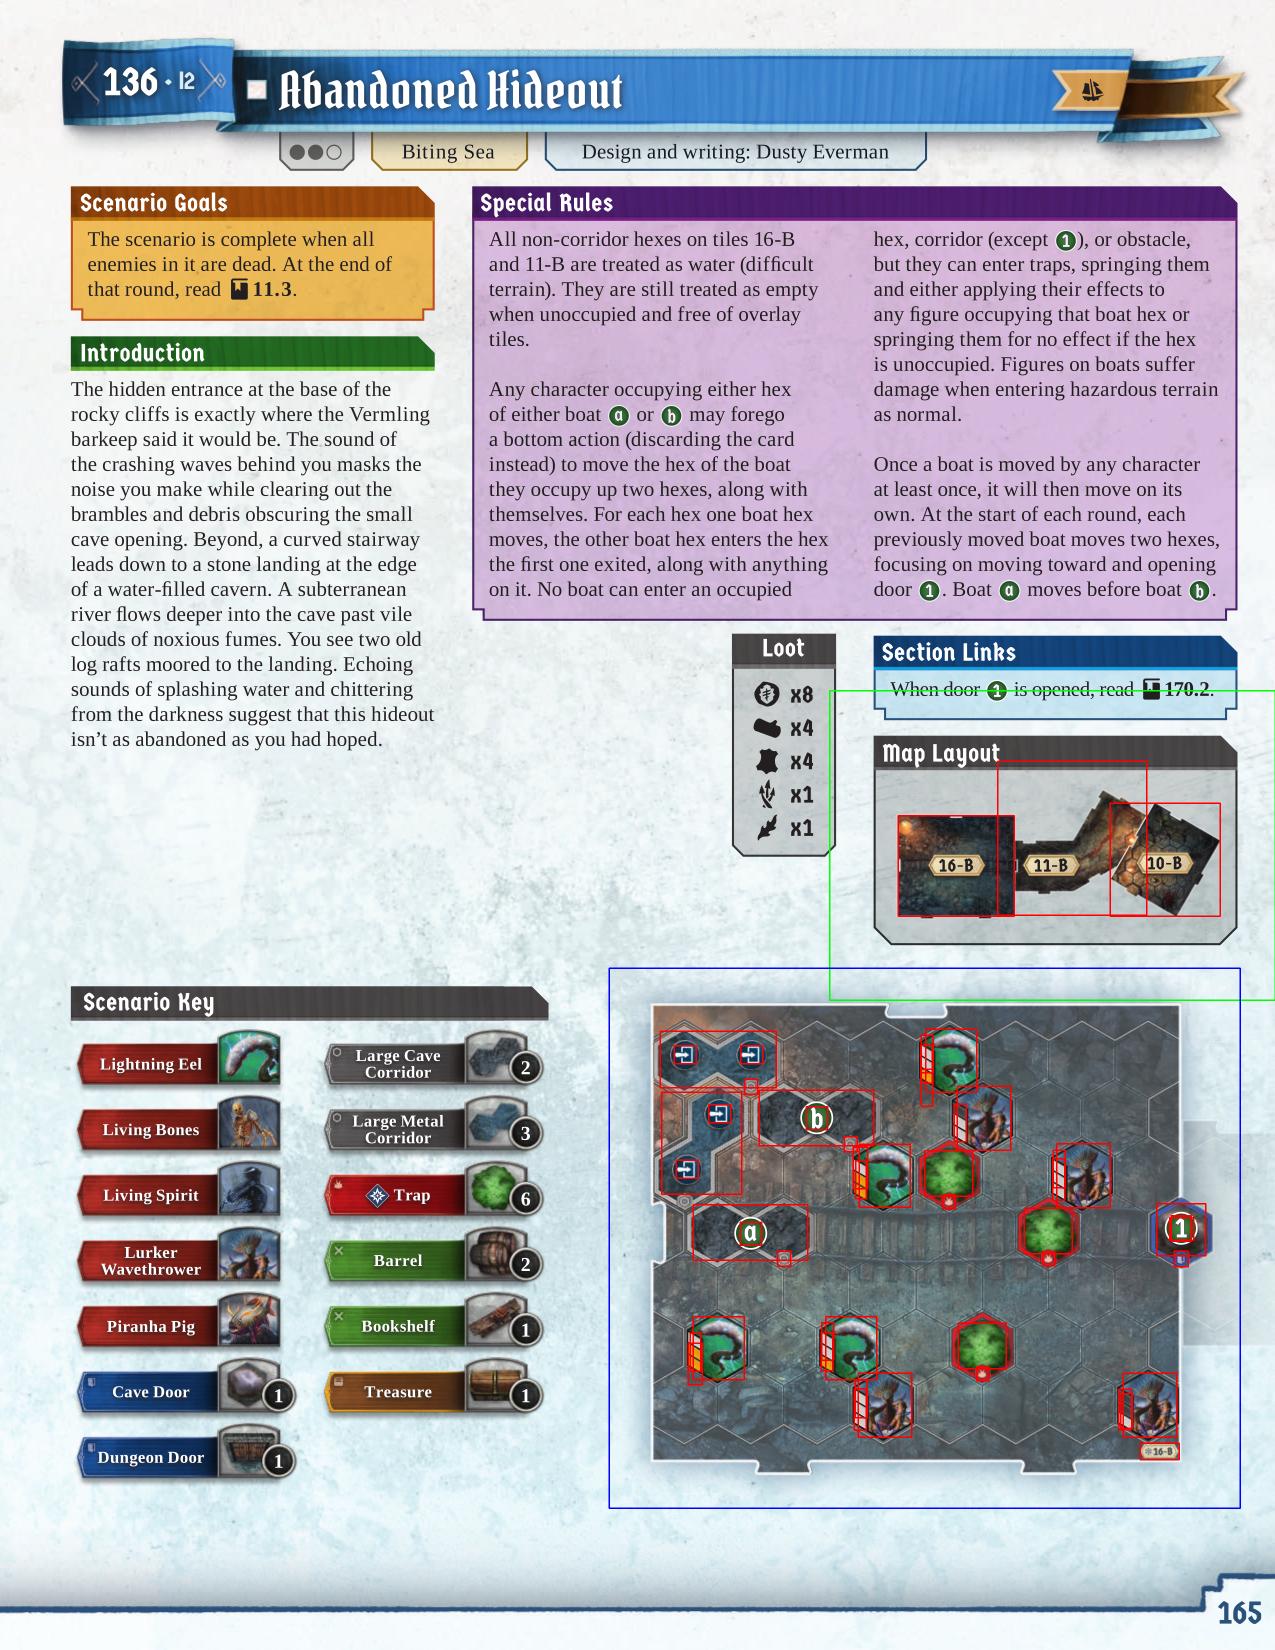 136 · 12
Abandoned Hideout
Biting Sea
Design and writing: Dusty Everman
Scenario Goals
The scenario is complete when all
enemies in it are dead. At the end of
that round, read 11.3.
Introduction
The hidden entrance at the base of the
rocky cliffs is exactly where the Vermling
barkeep said it would be. The sound of
the crashing waves behind you masks the
noise you make while clearing out the
brambles and debris obscuring the small
cave opening. Beyond, a curved stairway
leads down to a stone landing at the edge
of a water-filled cavern. A subterranean
river flows deeper into the cave past vile
clouds of noxious fumes. You see two old
log rafts moored to the landing. Echoing
sounds of splashing water and chittering
from the darkness suggest that this hideout
isn’t as abandoned as you had hoped.
Special Rules
All non-corridor hexes on tiles 16-B
and 11-B are treated as water (difficult
terrain). They are still treated as empty
when unoccupied and free of overlay
tiles.
Any character occupying either hex
of either boat a or b may forego
a bottom action (discarding the card
instead) to move the hex of the boat
they occupy up two hexes, along with
themselves. For each hex one boat hex
moves, the other boat hex enters the hex
the first one exited, along with anything
on it. No boat can enter an occupied
hex, corridor (except 1), or obstacle,
but they can enter traps, springing them
and either applying their effects to
any figure occupying that boat hex or
springing them for no effect if the hex
is unoccupied. Figures on boats suffer
damage when entering hazardous terrain
as normal.
Once a boat is moved by any character
at least once, it will then move on its
own. At the start of each round, each
previously moved boat moves two hexes,
focusing on moving toward and opening
door 1. Boat a moves before boat b.
Loot
x8
x4
x4
x1
x1
Section Links
When door 1 is opened, read 170.2.
Map Layout
16-B
11-B
10-B
Scenario Key
Lightning Eel
Living Bones
Living Spirit
Lurker
Wavethrower
Piranha Pig
Cave Door
1
Dungeon Door
1
Large Cave
Corridor
2
Large Metal
Corridor
3
Trap
6
Barrel
2
Bookshelf
1
Treasure
1
b
a
1
16-B
165